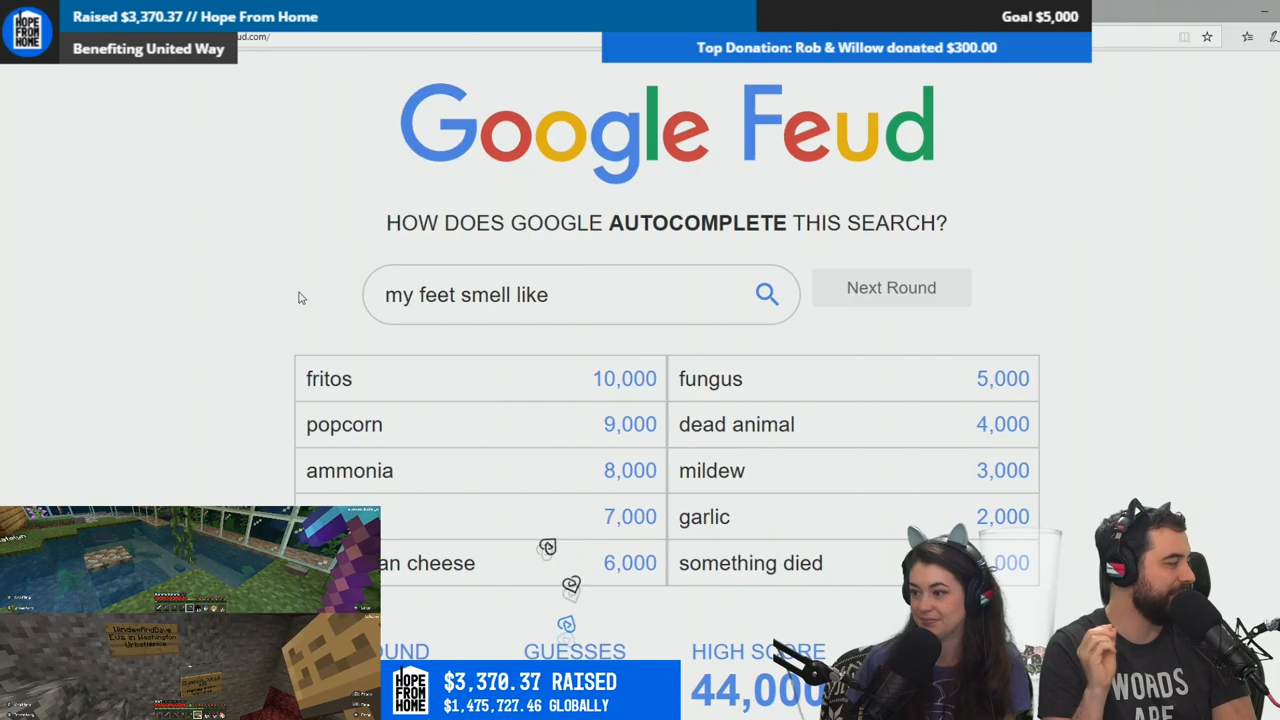 HOPE FROM HOME
Raised $3,370.37 // Hope From Home
Goal $5,000
Benefiting United Way
ud.com/
Top Donation: Rob & Willow donated $300.00
Google Feud
HOW DOES GOOGLE AUTOCOMPLETE THIS SEARCH?
my feet smell like
Next Round
fritos 10,000 fungus 5,000
popcorn 9,000 dead animal 4,000
ammonia 8,000 mildew 3,000
7,000 garlic 2,000
an cheese 6,000 something died 000
OUND GUESSES HIGH SCORE
44,000
HOPE FROM HOME
$3,370.37 RAISED
$1,475,727.46 GLOBALLY
WORDS
ARE